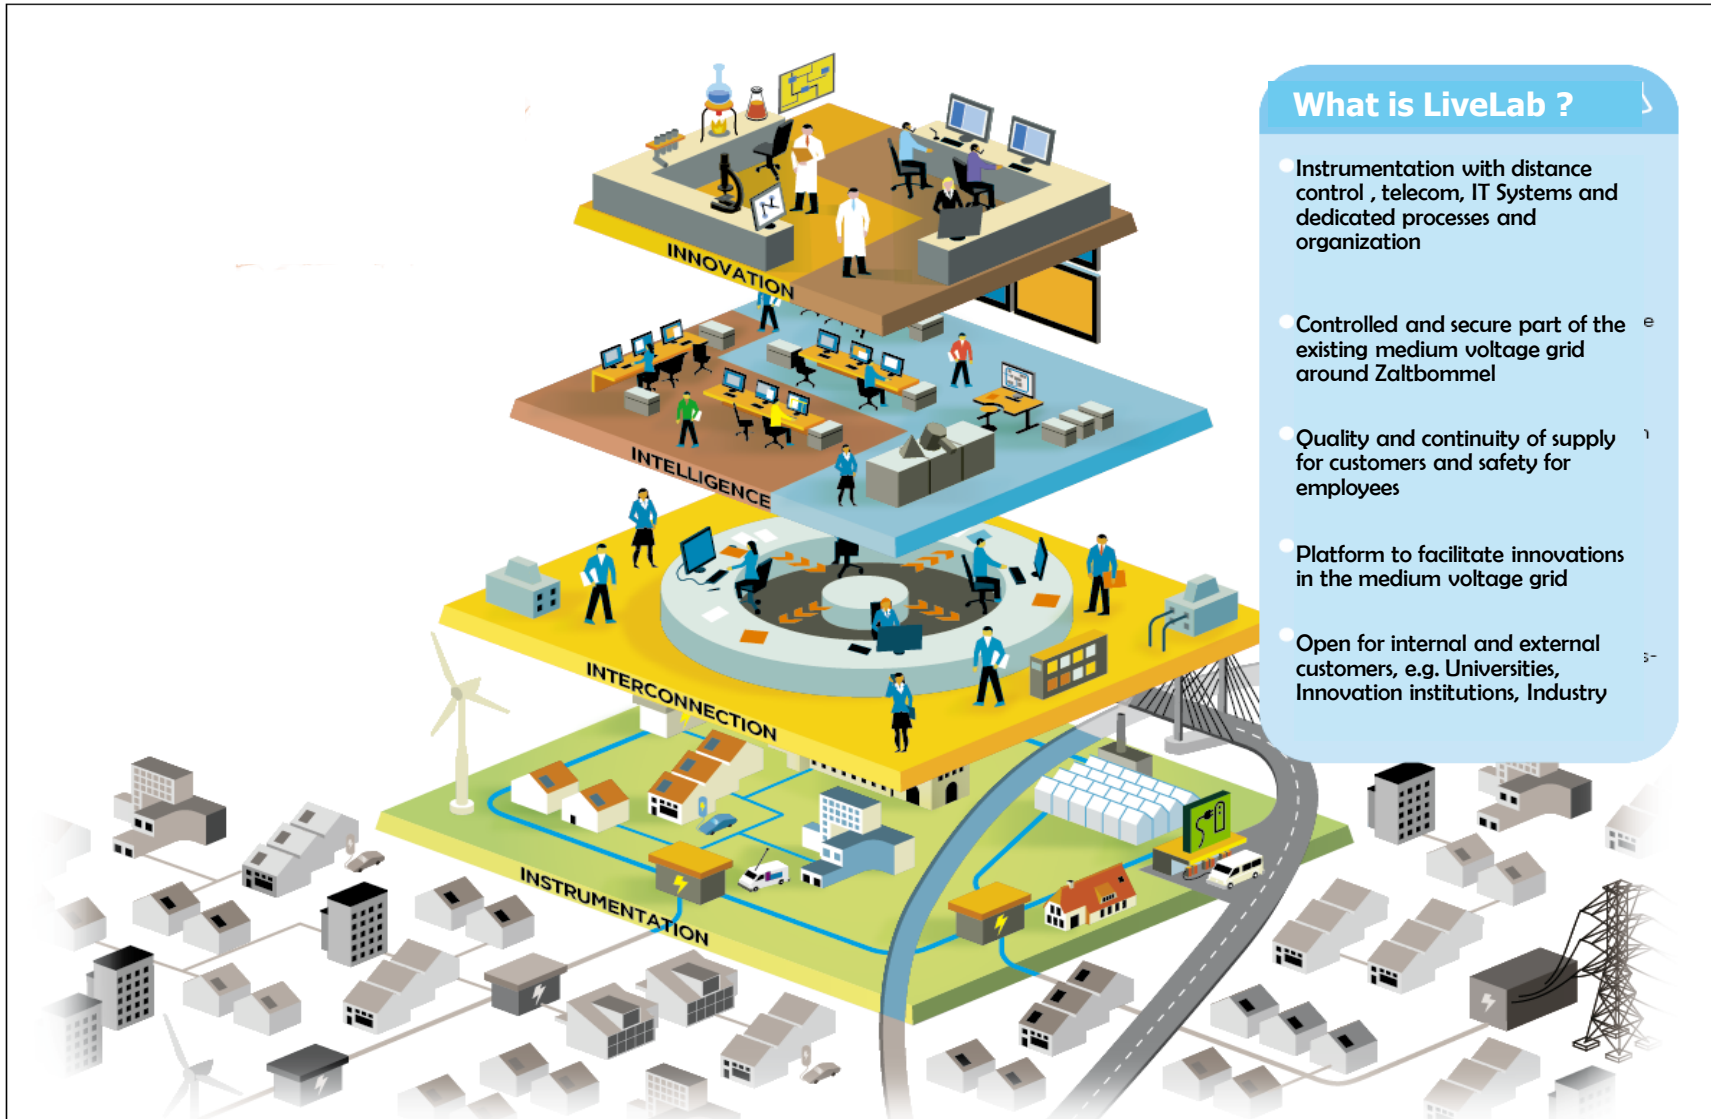 What is LiveLab ?
Instrumentation with distance
control , telecom, IT Systems and
dedicated processes and
organization
Controlled and secure part of the
existing medium voltage grid
around Zaltbommel
Quality and continuity of supply
for customers and safety for
employees
Platform to facilitate innovations
in the medium voltage grid
Open for internal and external
customers, e.g. Universities,
Innovation institutions, Industry
INNOVATION
INTELLIGENCE
INTERCONNECTION
INSTRUMENTATION